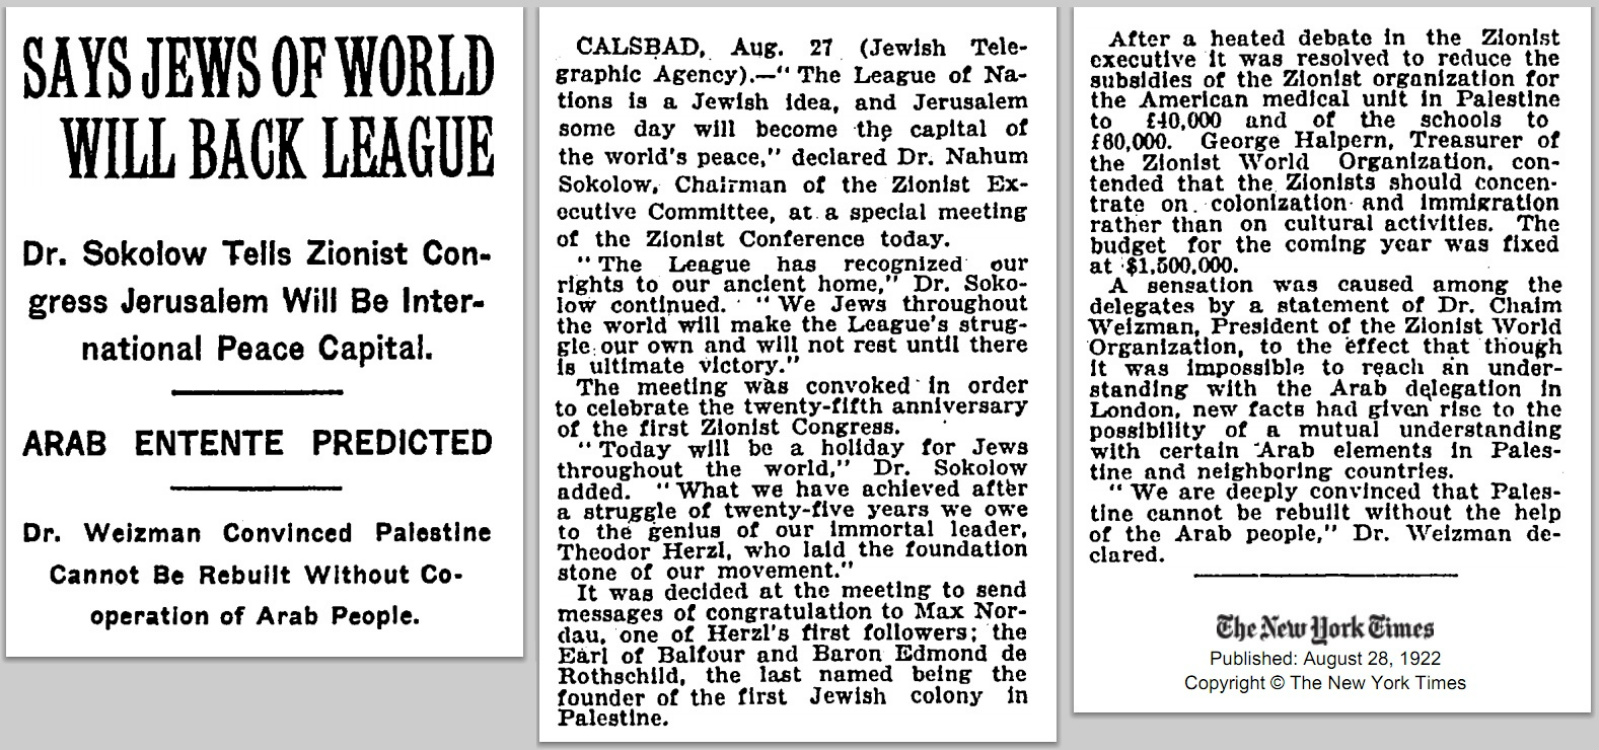 SAYS JEWS OF WORLD
WILL BACK LEAGUE
Dr. Sokolow Tells Zionist Con-
gress Jerusalem Will Be Inter-
national Peace Capital.
ARAB ENTENTE PREDICTED
Dr. Weizman Convinced Palestine
Cannot Be Rebuilt Without Co-
operation of Arab People.
CALSBAD, Aug. 27 (Jewish Tele-
graphic Agency).—" The League of Na-
tions is a Jewish idea, and Jerusalem
some day will become the capital of
the world's peace," declared Dr. Nahum
Sokolow, Chairman of the Zionist Ex-
ecutive Committee, at a special meeting
of the Zionist Conference today.
" The League has recognized our
rights to our ancient home," Dr. Soko-
low continued. " We Jews throughout
the world will make the League's strug-
gle our own and will not rest until there
is ultimate victory."
The meeting was convoked in order
to celebrate the twenty-fifth anniversary
of the first Zionist Congress.
" Today will be a holiday for Jews
throughout the world," Dr. Sokolow
added. " What we have achieved after
a struggle of twenty-five years we owe
to the genius of our immortal leader,
Theodor Herzl, who laid the foundation
stone of our movement."
It was decided at the meeting to send
messages of congratulation to Max Nor-
dau, one of Herzl's first followers; the
Earl of Balfour and Baron Edmond de
Rothschild, the last named being the
founder of the first Jewish colony in
Palestine.
After a heated debate in the Zionist
executive it was resolved to reduce the
subsidies of the Zionist organization for
the American medical unit in Palestine
to £40,000 and of the schools to
£60,000. George Halpern, Treasurer of
the Zionist World Organization, con-
tended that the Zionists should concen-
trate on colonization and immigration
rather than on cultural activities. The
budget for the coming year was fixed
at $1,500,000.
A sensation was caused among the
delegates by a statement of Dr. Chaim
Weizman, President of the Zionist World
Organization, to the effect that though
it was impossible to reach an under-
standing with the Arab delegation in
London, new facts had given rise to the
possibility of a mutual understanding
with certain Arab elements in Pales-
tine and neighboring countries.
" We are deeply convinced that Pales-
tine cannot be rebuilt without the help
of the Arab people," Dr. Weizman de-
clared.
The New York Times
Published: August 28, 1922
Copyright © The New York Times